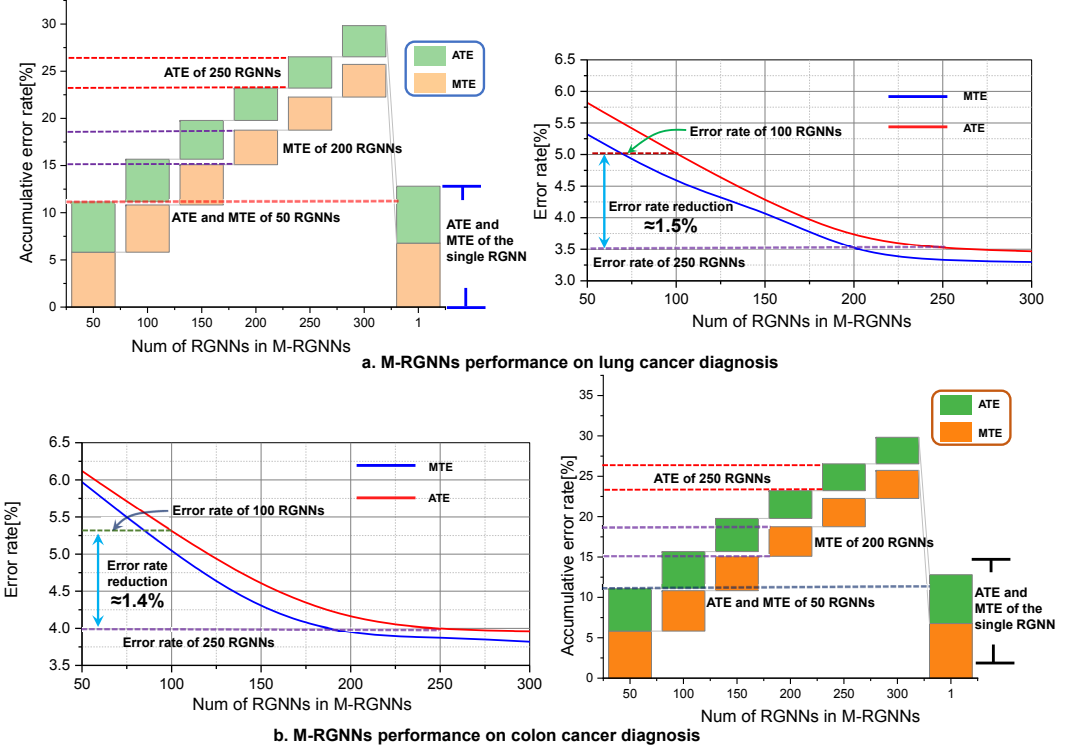 Accumulative error rate[%]
30
25
20
15
10
5
0
ATE
MTE
ATE of 250 RGNNs
MTE of 200 RGNNs
ATE and MTE of 50 RGNNs
ATE and
MTE of the
single RGNN
50 100 150 200 250 300 1
Num of RGNNs in M-RGNNs
Error rate[%]
6.5
6.0
5.5
5.0
4.5
4.0
3.5
3.0
MTE
ATE
Error rate of 100 RGNNs
Error rate reduction
≈1.5%
Error rate of 250 RGNNs
50 100 150 200 250 300
Num of RGNNs in M-RGNNs
a. M-RGNNs performance on lung cancer diagnosis
Error rate[%]
6.5
6.0
5.5
5.0
4.5
4.0
3.5
MTE
ATE
Error rate of 100 RGNNs
Error rate
reduction
≈1.4%
Error rate of 250 RGNNs
50 100 150 200 250 300
Num of RGNNs in M-RGNNs
Accumulative error rate[%]
35
30
25
20
15
10
5
0
ATE
MTE
ATE of 250 RGNNs
MTE of 200 RGNNs
ATE and MTE of 50 RGNNs
ATE and
MTE of the
single RGNN
50 100 150 200 250 300 1
Num of RGNNs in M-RGNNs
b. M-RGNNs performance on colon cancer diagnosis